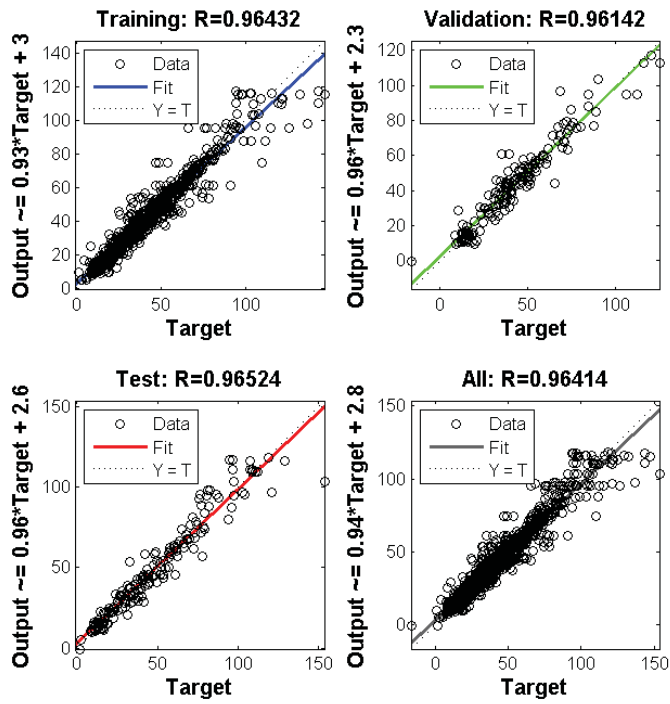 Training: R=0.96432
Output ~= 0.93*Target + 3
140
120
100
80
60
40
20
0
Data
Fit
Y = T
0
50
100
Target
Validation: R=0.96142
Output ~= 0.96*Target + 2.3
120
100
80
60
40
20
0
Data
Fit
Y = T
0
50
100
Target
Test: R=0.96524
Output ~= 0.96*Target + 2.6
150
100
50
0
Data
Fit
Y = T
0
50
100
150
Target
All: R=0.96414
Output ~= 0.94*Target + 2.8
150
100
50
0
Data
Fit
Y = T
0
50
100
150
Target